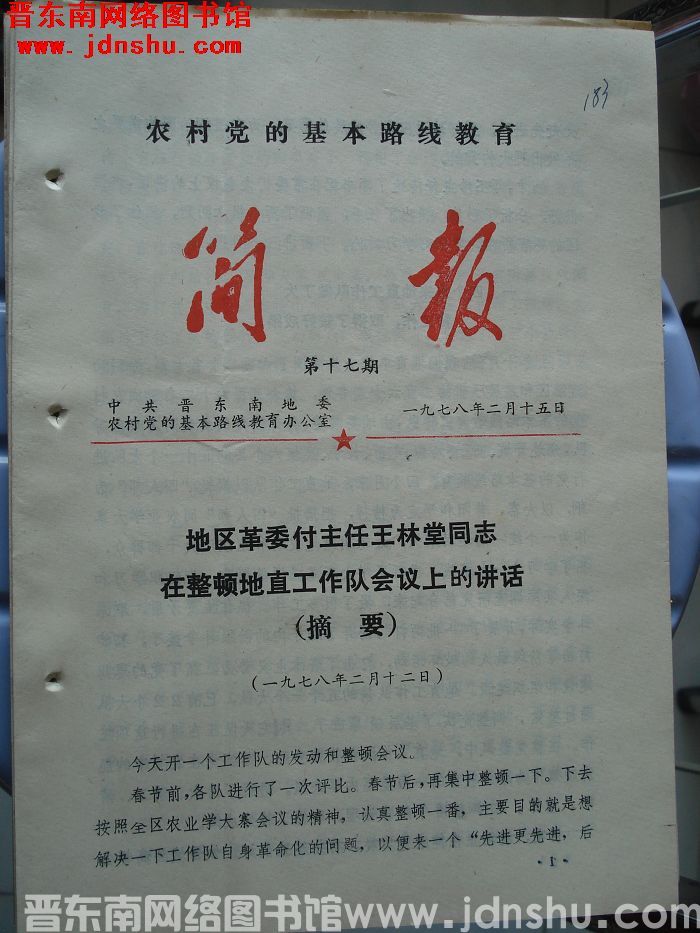 晋东南网络图书馆
www.jdnshu.com
183
农村党的基本路线教育
简报
第十七期
中共晋东南地委
农村党的基本路线教育办公室
一九七八年二月十五日
地区革委付主任王林堂同志
在整顿地直工作队会议上的讲话
(摘要)
(一九七八年二月十二日)
今天开一个工作队的发动和整顿会议。
春节前,各队进行了一次评比。春节后,再集中整顿一下。下去
按照全区农业学大寨会议的精神,认真整顿一番,主要目的就是想
解决一下工作队自身革命化的问题,以便来一个“先进更先进,后
·1·
晋东南网络图书馆www.jdnshu.com